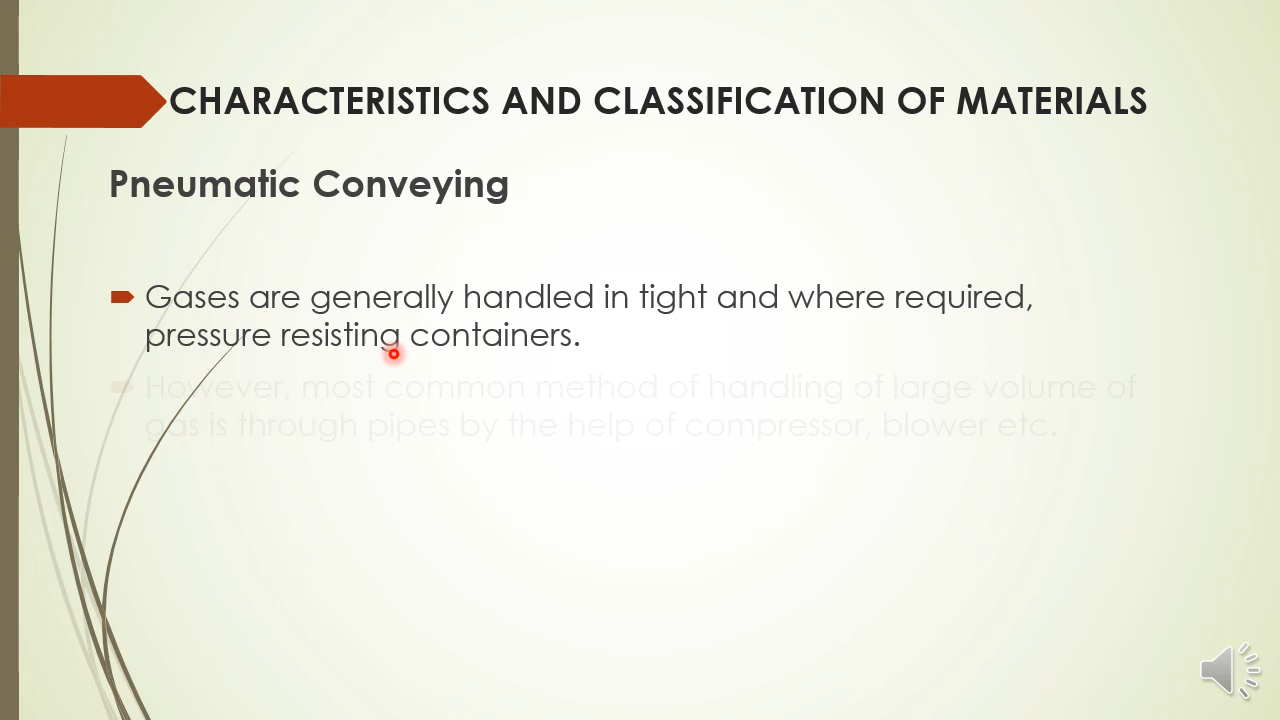 CHARACTERISTICS AND CLASSIFICATION OF MATERIALS
Pneumatic Conveying
Gases are generally handled in tight and where required,
pressure resisting containers.
However, most common method of handling of large volume of
gas is through pipes by the help of compressor, blower etc.